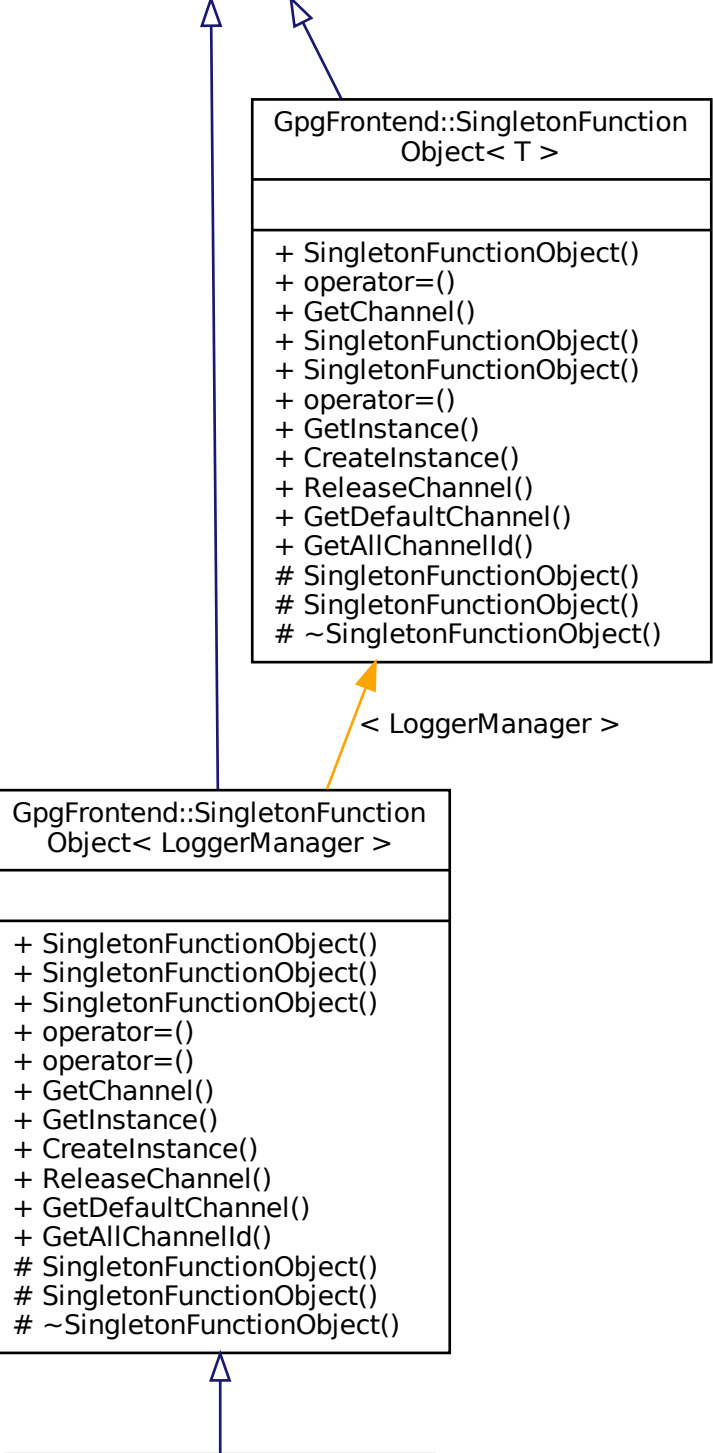 GpgFrontend::SingletonFunction
Object< T >
+ SingletonFunctionObject()
+ operator=()
+ GetChannel()
+ SingletonFunctionObject()
+ SingletonFunctionObject()
+ operator=()
+ GetInstance()
+ CreateInstance()
+ ReleaseChannel()
+ GetDefaultChannel()
+ GetAllChannelId()
# SingletonFunctionObject()
# SingletonFunctionObject()
# ~SingletonFunctionObject()
< LoggerManager >
GpgFrontend::SingletonFunction
Object< LoggerManager >
+ SingletonFunctionObject()
+ SingletonFunctionObject()
+ SingletonFunctionObject()
+ operator=()
+ operator=()
+ GetChannel()
+ GetInstance()
+ CreateInstance()
+ ReleaseChannel()
+ GetDefaultChannel()
+ GetAllChannelId()
# SingletonFunctionObject()
# SingletonFunctionObject()
# ~SingletonFunctionObject()